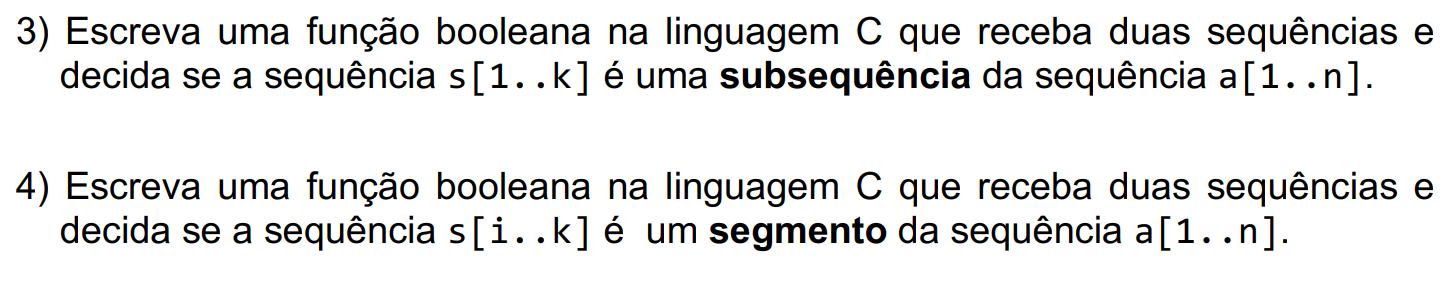 3) Escreva uma função booleana na linguagem C que receba duas sequências e
decida se a sequência s[1..k] é uma subsequência da sequência a[1..n].
4) Escreva uma função booleana na linguagem C que receba duas sequências e
decida se a sequência s[i..k] é um segmento da sequência a[1..n].